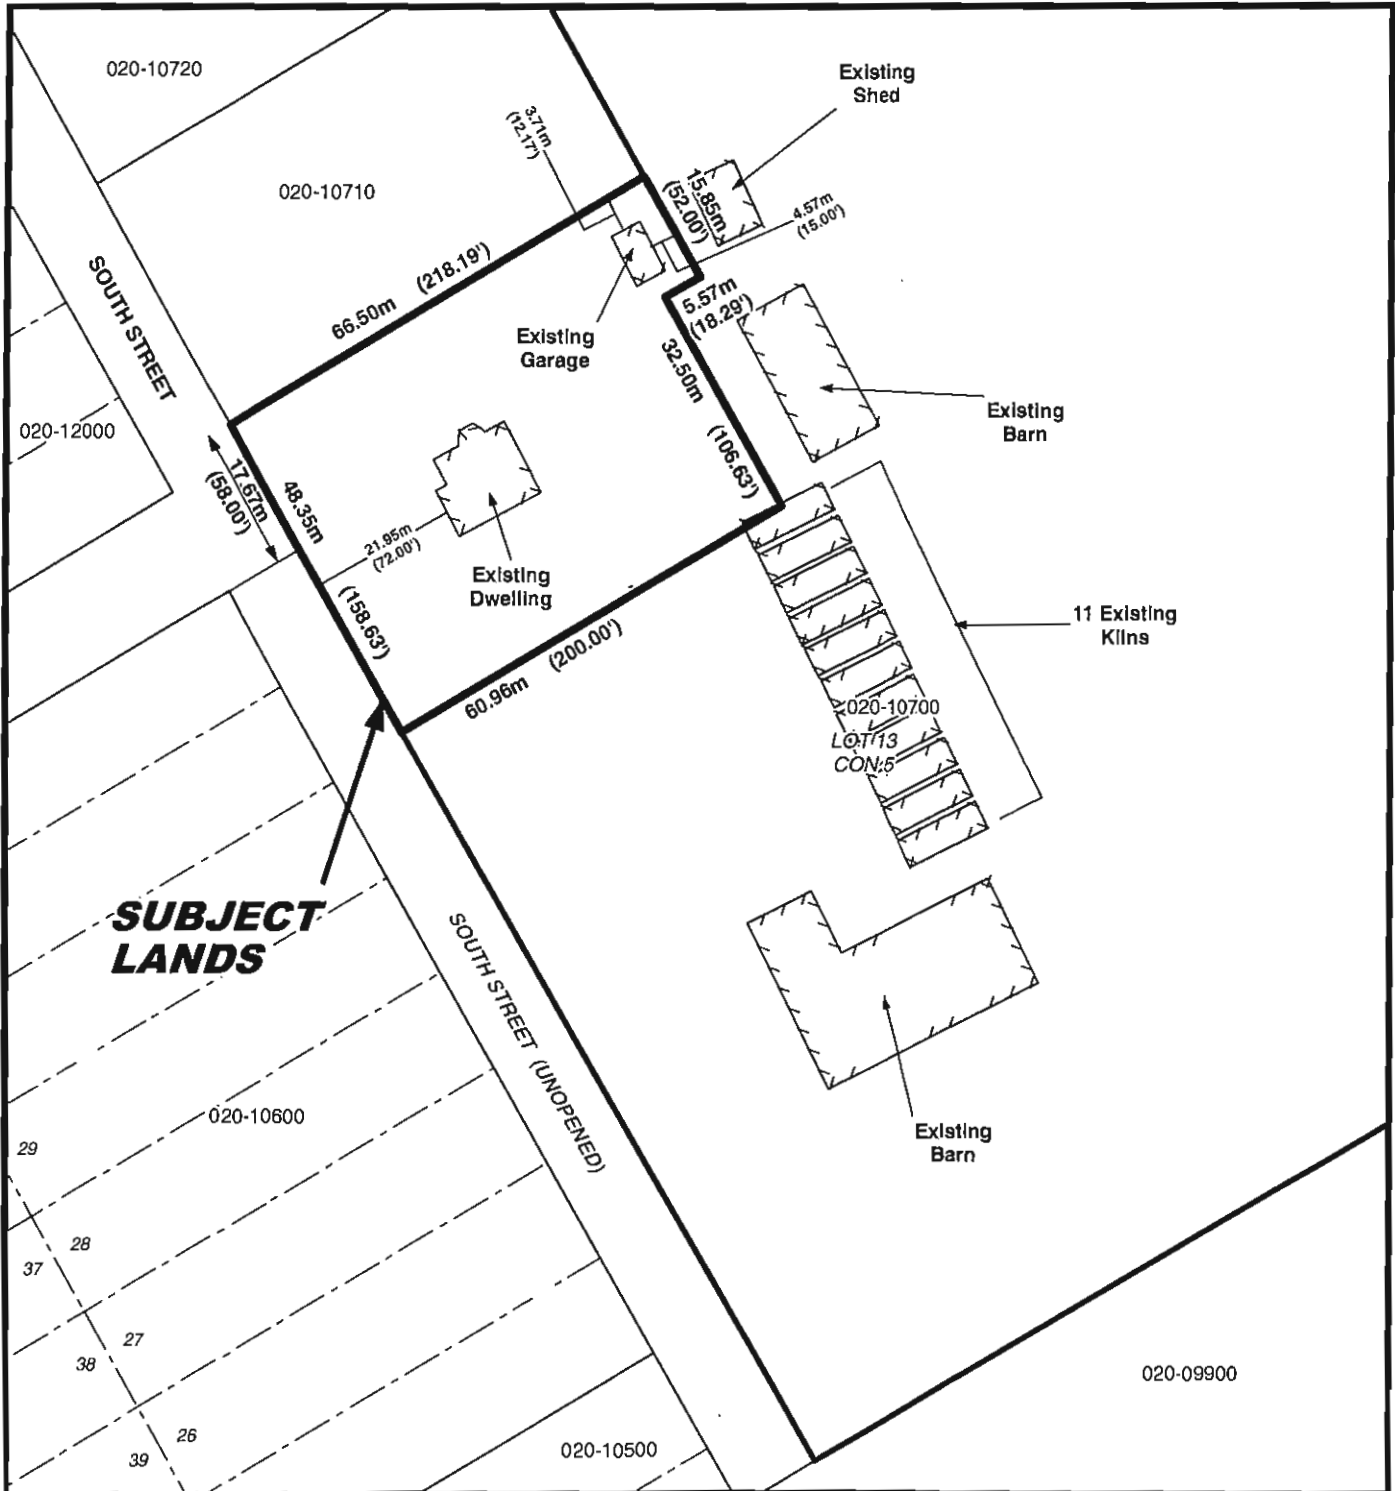 020-10720
Existing
Shed
3.71m
(12.17')
020-10710
15.85m
(52.00')
4.57m
(15.00')
SOUTH STREET
66.50m (218.19')
5.57m
(18.29')
Existing
Garage
32.50m (106.63')
Existing
Barn
020-12000
17.67m
(58.00')
48.35m (158.63')
21.95m
(72.00')
Existing
Dwelling
11 Existing
Kilns
60.96m (200.00')
020-10700
LOT 13
CON.5
SUBJECT
LANDS
SOUTH STREET (UNOPENED)
020-10600
Existing
Barn
29
28
37
27
38
020-09900
26
39
020-10500